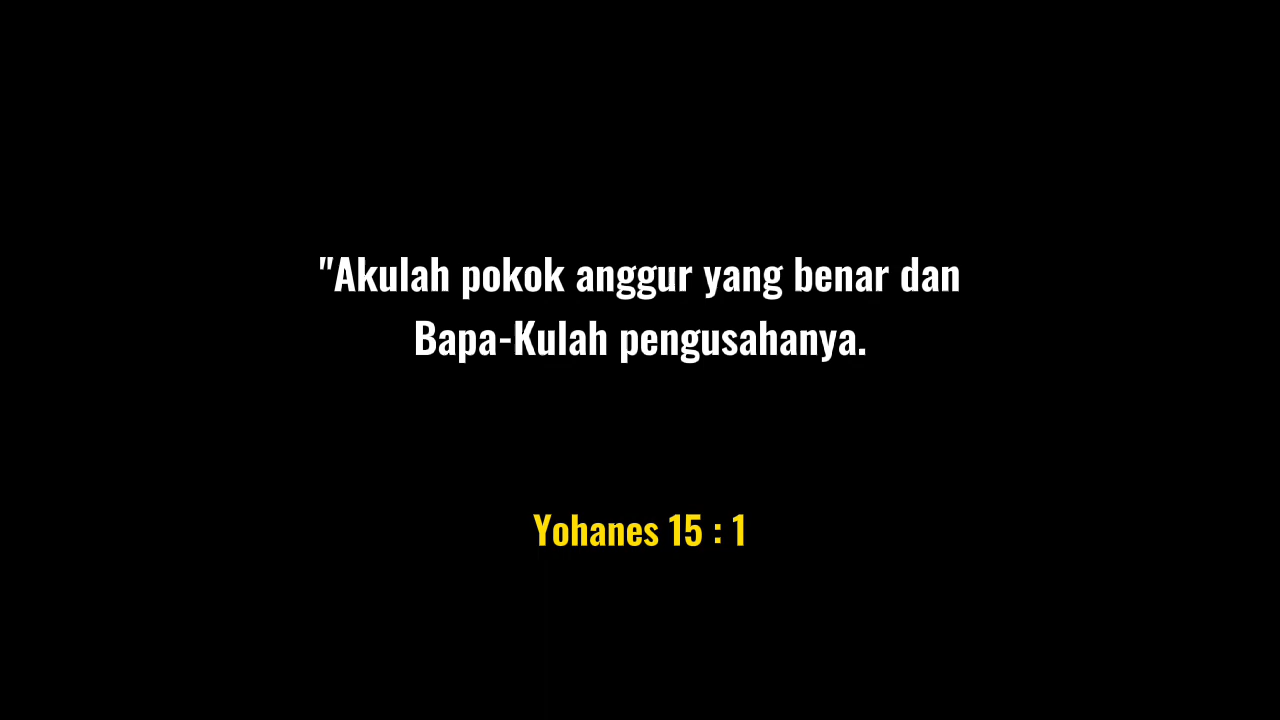 "Akulah pokok anggur yang benar dan
Bapa-Kulah pengusahanya.
Yohanes 15 : 1